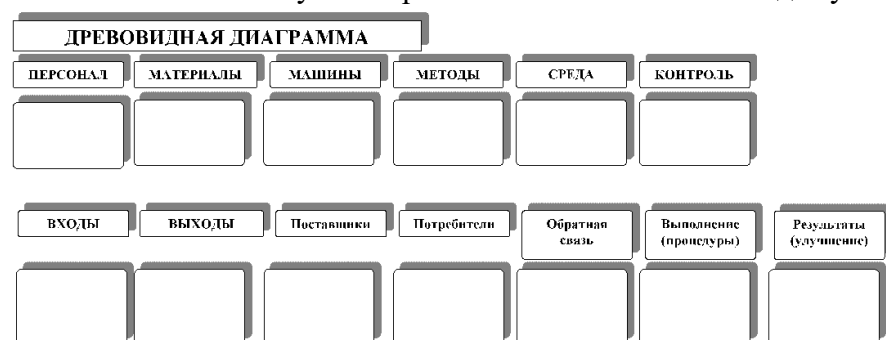 ДРЕВОВИДНАЯ ДИАГРАММА
ПЕРСОНАЛ МАТЕРИАЛЫ МАШИНЫ МЕТОДЫ СРЕДА КОНТРОЛЬ
ВХОДЫ ВЫХОДЫ Поставщики Потребители Обратная связь Выполнение (процедуры) Результаты (улучшение)